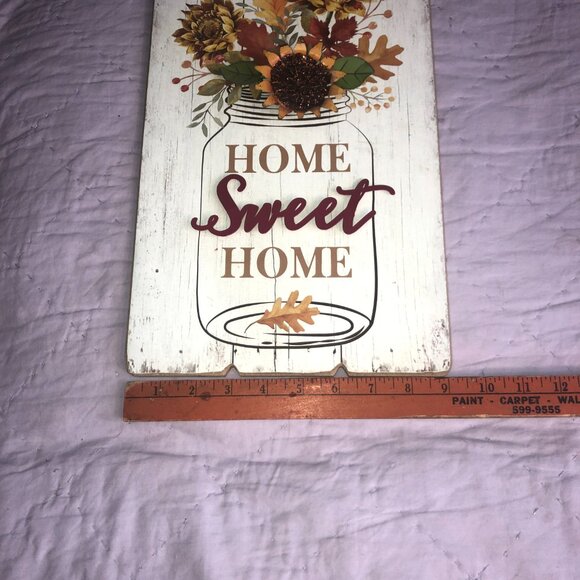 HOME
Sweet
HOME
1 2 3 4 5 6 7 8 9 10 11 12
PAINT - CARPET - WAL
599-9555